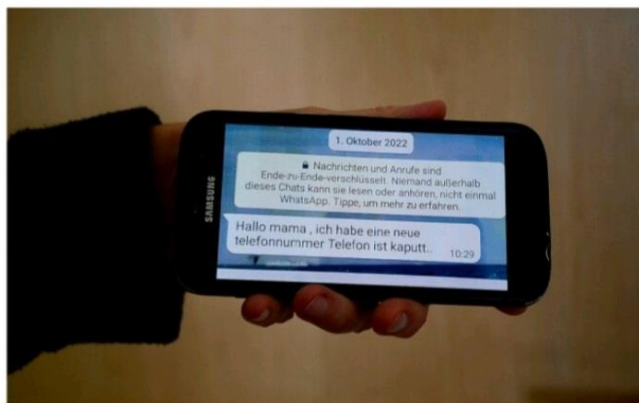 SAMSUNG
1. Oktober 2022
Nachrichten und Anrufe sind
Ende-zu-Ende-verschlüsselt. Niemand außerhalb
dieses Chats kann sie lesen oder anhören, nicht einmal
WhatsApp. Tippe, um mehr zu erfahren.
Hallo mama , ich habe eine neue
telefonnummer Telefon ist kaputt..
10:29